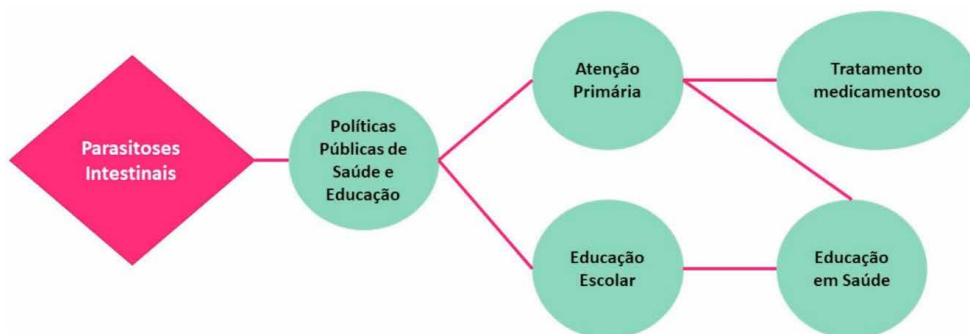 Parasitoses
Intestinais
Políticas
Públicas de
Saúde e
Educação
Atenção
Primária
Tratamento
medicamentoso
Educação
Escolar
Educação
em Saúde